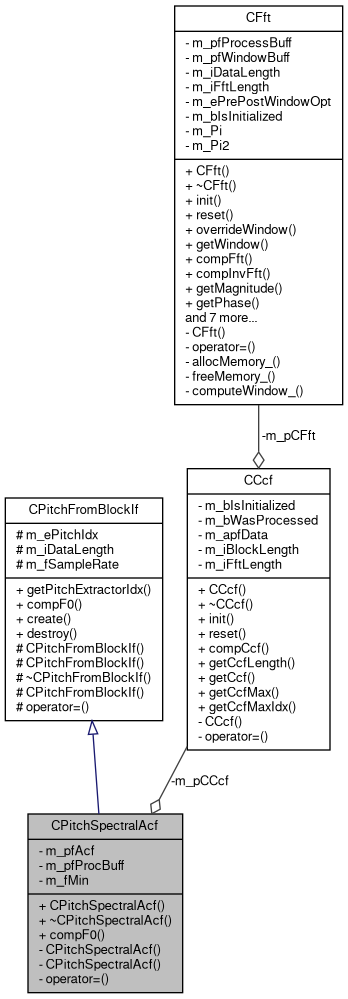 CFft
- m_pfProcessBuff
- m_pfWindowBuff
- m_iDataLength
- m_iFftLength
- m_ePrePostWindowOpt
- m_bIsInitialized
- m_Pi
- m_Pi2
+ CFft()
+ ~CFft()
+ init()
+ reset()
+ overrideWindow()
+ getWindow()
+ compFft()
+ compInvFft()
+ getMagnitude()
+ getPhase()
and 7 more...
- CFft()
- operator=()
- allocMemory_()
- freeMemory_()
- computeWindow_()
-m_pCFft
CCcf
- m_bIsInitialized
- m_bWasProcessed
- m_apfData
- m_iBlockLength
- m_iFftLength
+ CCcf()
+ ~CCcf()
+ init()
+ reset()
+ compCcf()
+ getCcfLength()
+ getCcf()
+ getCcfMax()
+ getCcfMaxIdx()
- CCcf()
- operator=()
CPitchFromBlockIf
# m_ePitchIdx
# m_iDataLength
# m_fSampleRate
+ getPitchExtractorIdx()
+ compF0()
+ create()
+ destroy()
# CPitchFromBlockIf()
# CPitchFromBlockIf()
# ~CPitchFromBlockIf()
# CPitchFromBlockIf()
# operator=()
-m_pCCcf
CPitchSpectralAcf
- m_pfAcf
- m_pfProcBuff
- m_fMin
+ CPitchSpectralAcf()
+ ~CPitchSpectralAcf()
+ compF0()
- CPitchSpectralAcf()
- CPitchSpectralAcf()
- operator=()